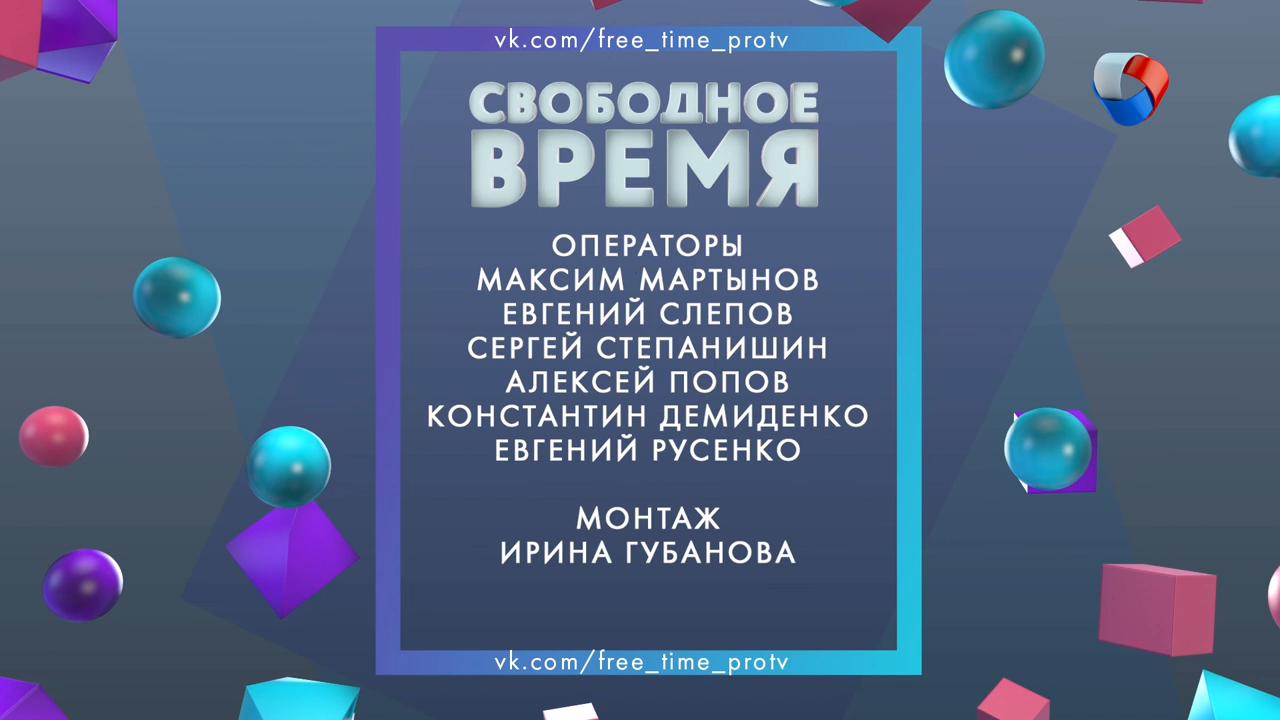 vk.com/free_time_protv
СВОБОДНОЕ
ВРЕМЯ
ОПЕРАТОРЫ
МАКСИМ МАРТЫНОВ
ЕВГЕНИЙ СЛЕПОВ
СЕРГЕЙ СТЕПАНИШИН
АЛЕКСЕЙ ПОПОВ
КОНСТАНТИН ДЕМИДЕНКО
ЕВГЕНИЙ РУСЕНКО
МОНТАЖ
ИРИНА ГУБАНОВА
vk.com/free_time_protv